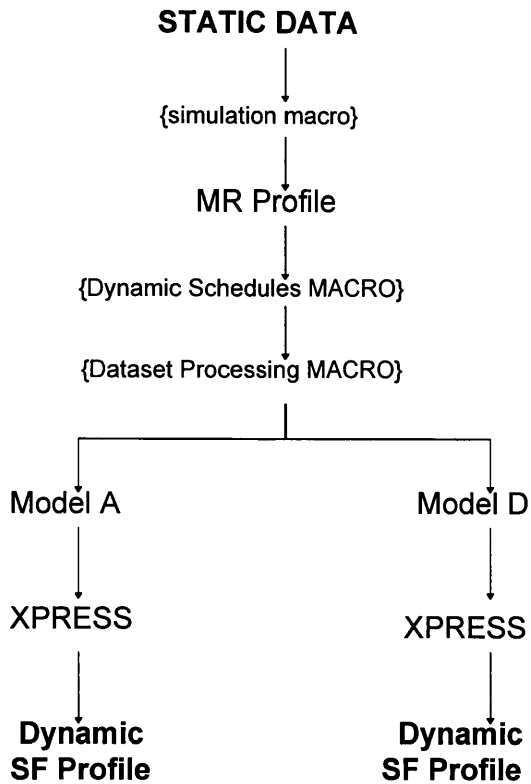 STATIC DATA
{simulation macro}
MR Profile
{Dynamic Schedules MACRO}
{Dataset Processing MACRO}
Model A
Model D
XPRESS
XPRESS
Dynamic
SF Profile
Dynamic
SF Profile